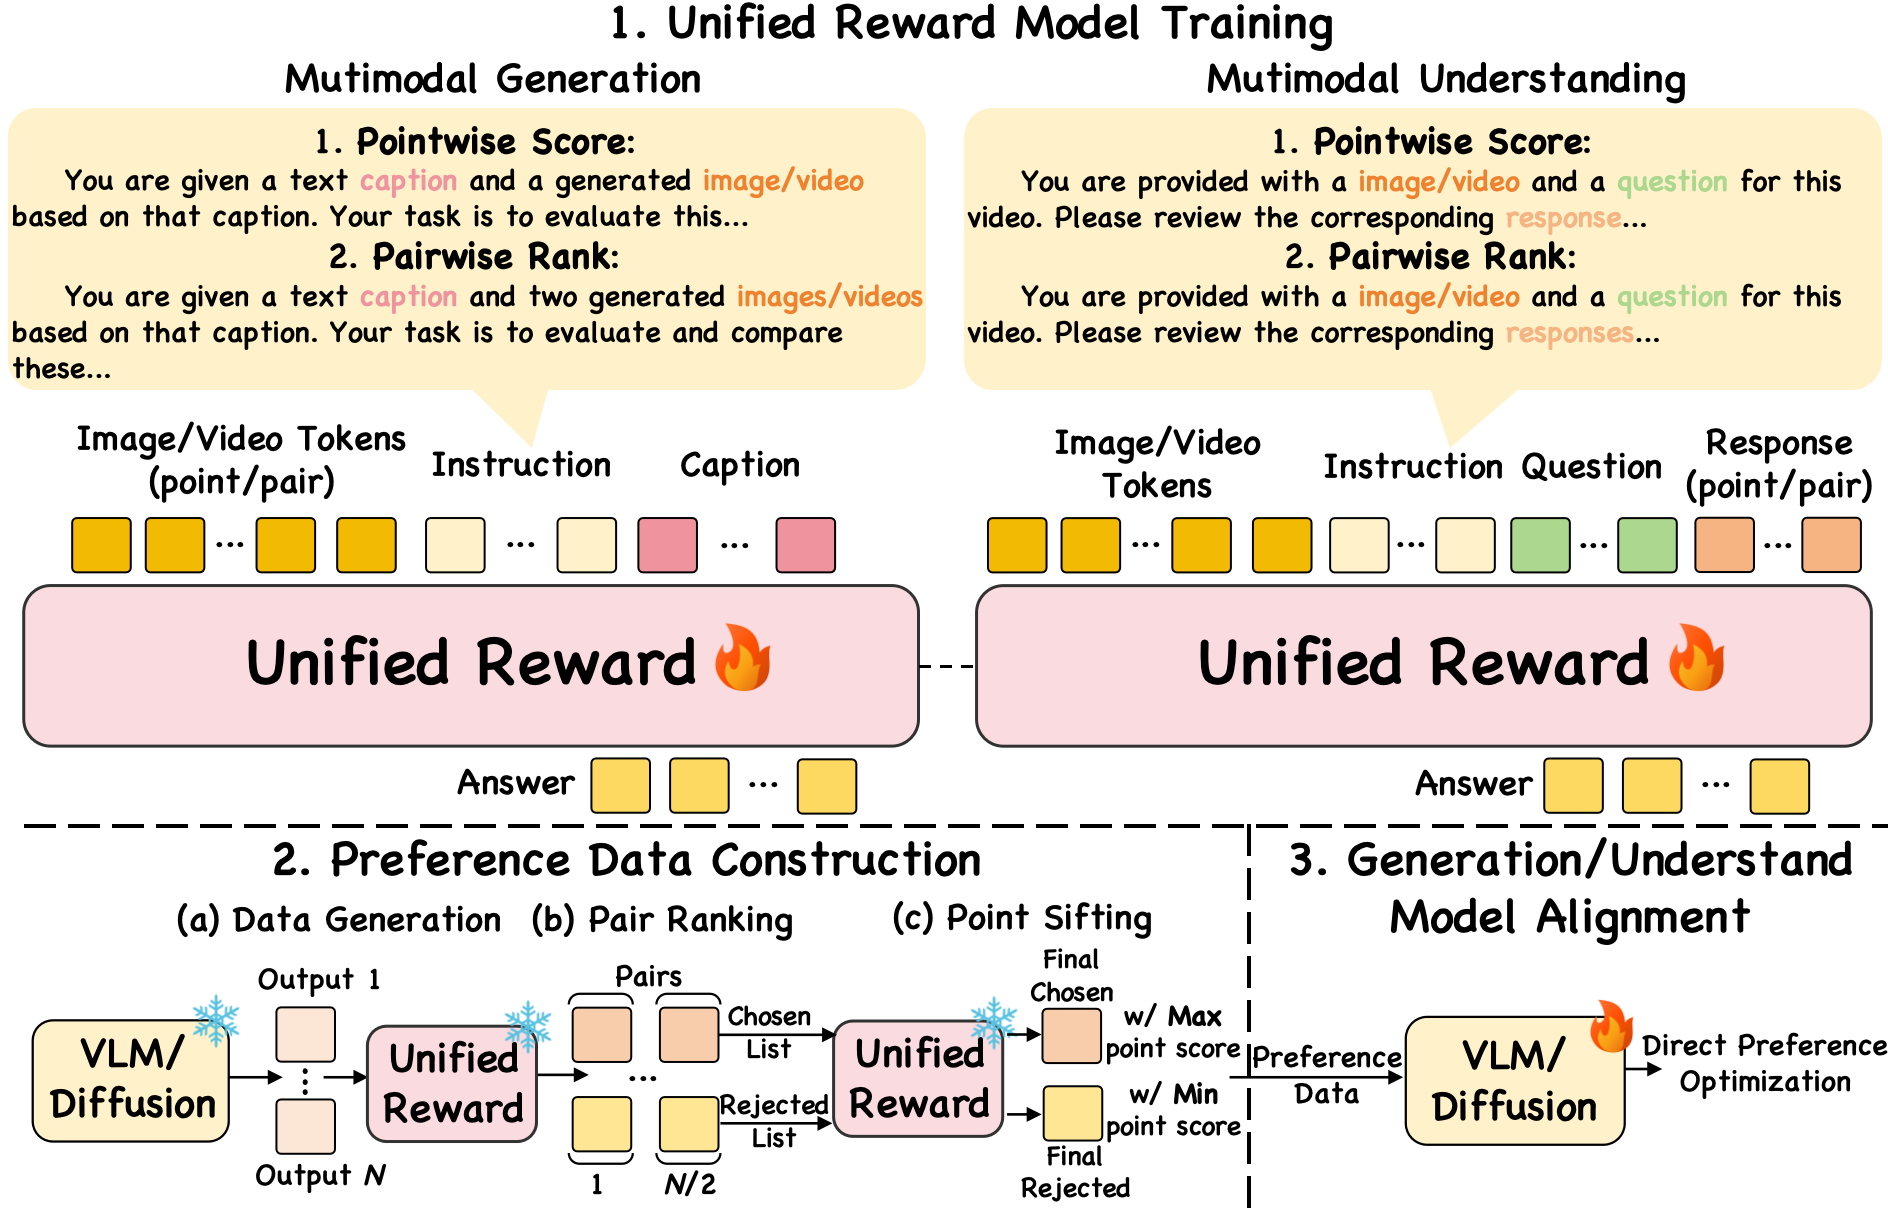 1. Unified Reward Model Training
Mutimodal Generation
1. Pointwise Score:
You are given a text caption and a generated image/video
based on that caption. Your task is to evaluate this...
2. Pairwise Rank:
You are given a text caption and two generated images/videos
based on that caption. Your task is to evaluate and compare
these...
Mutimodal Understanding
1. Pointwise Score:
You are provided with a image/video and a question for this
video. Please review the corresponding response...
2. Pairwise Rank:
You are provided with a image/video and a question for this
video. Please review the corresponding responses...
Image/Video Tokens
(point/pair)
Instruction
Caption
...
...
...
Unified Reward
Answer
...
Image/Video
Tokens
Instruction
Question
Response
(point/pair)
...
...
...
...
Unified Reward
Answer
...
2. Preference Data Construction
(a) Data Generation
(b) Pair Ranking
(c) Point Sifting
VLM/
Diffusion
Output 1
Output N
Unified
Reward
Pairs
...
1
N/2
Chosen
List
Rejected
List
Unified
Reward
Final
Chosen
w/ Max
point score
w/ Min
point score
Final
Rejected
3. Generation/Understand
Model Alignment
Preference
Data
VLM/
Diffusion
Direct Preference
Optimization